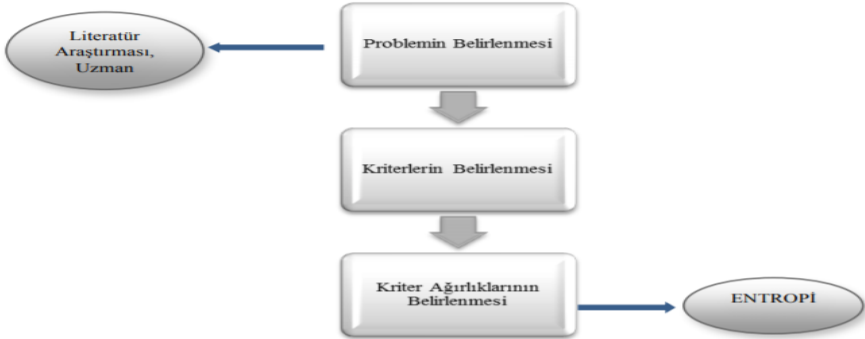 Literatür
Araştırması,
Uzman
Problemin Belirlenmesi
Kriterlerin Belirlenmesi
Kriter Ağırlıklarının
Belirlenmesi
ENTROPİ